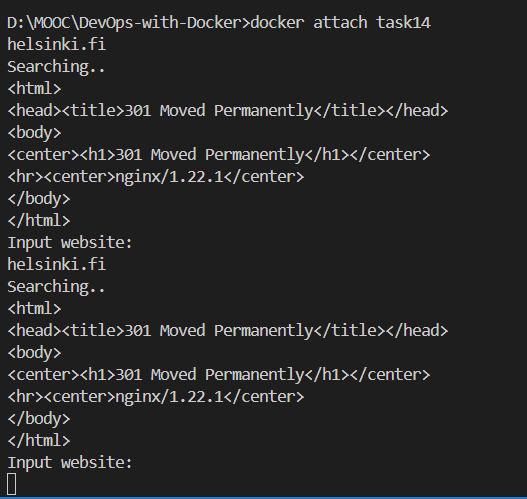 D:\MOOC\DevOps-with-Docker>docker attach task14
helsinki.fi
Searching..
<html>
<head><title>301 Moved Permanently</title></head>
<body>
<center><h1>301 Moved Permanently</h1></center>
<hr><center>nginx/1.22.1</center>
</body>
</html>
Input website:
helsinki.fi
Searching..
<html>
<head><title>301 Moved Permanently</title></head>
<body>
<center><h1>301 Moved Permanently</h1></center>
<hr><center>nginx/1.22.1</center>
</body>
</html>
Input website: